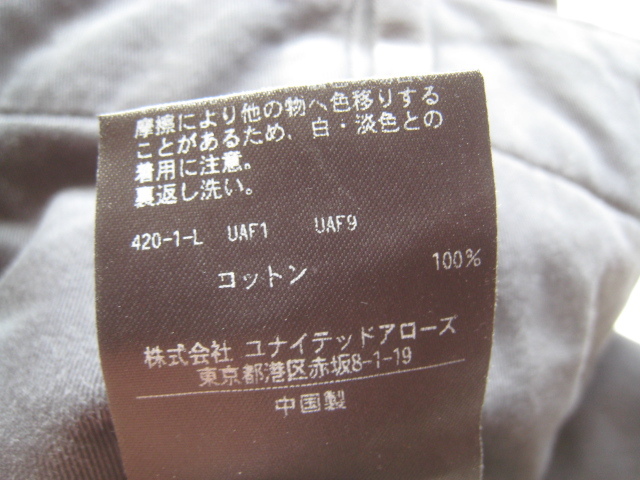 摩擦により他の物へ色移りする
ことがあるため、白・淡色との
着用に注意。
裏返し洗い。
420-1-L UAF1 UAF9
コットン 100%
株式会社 ユナイテッドアローズ
東京都港区赤坂8-1-19
中国製